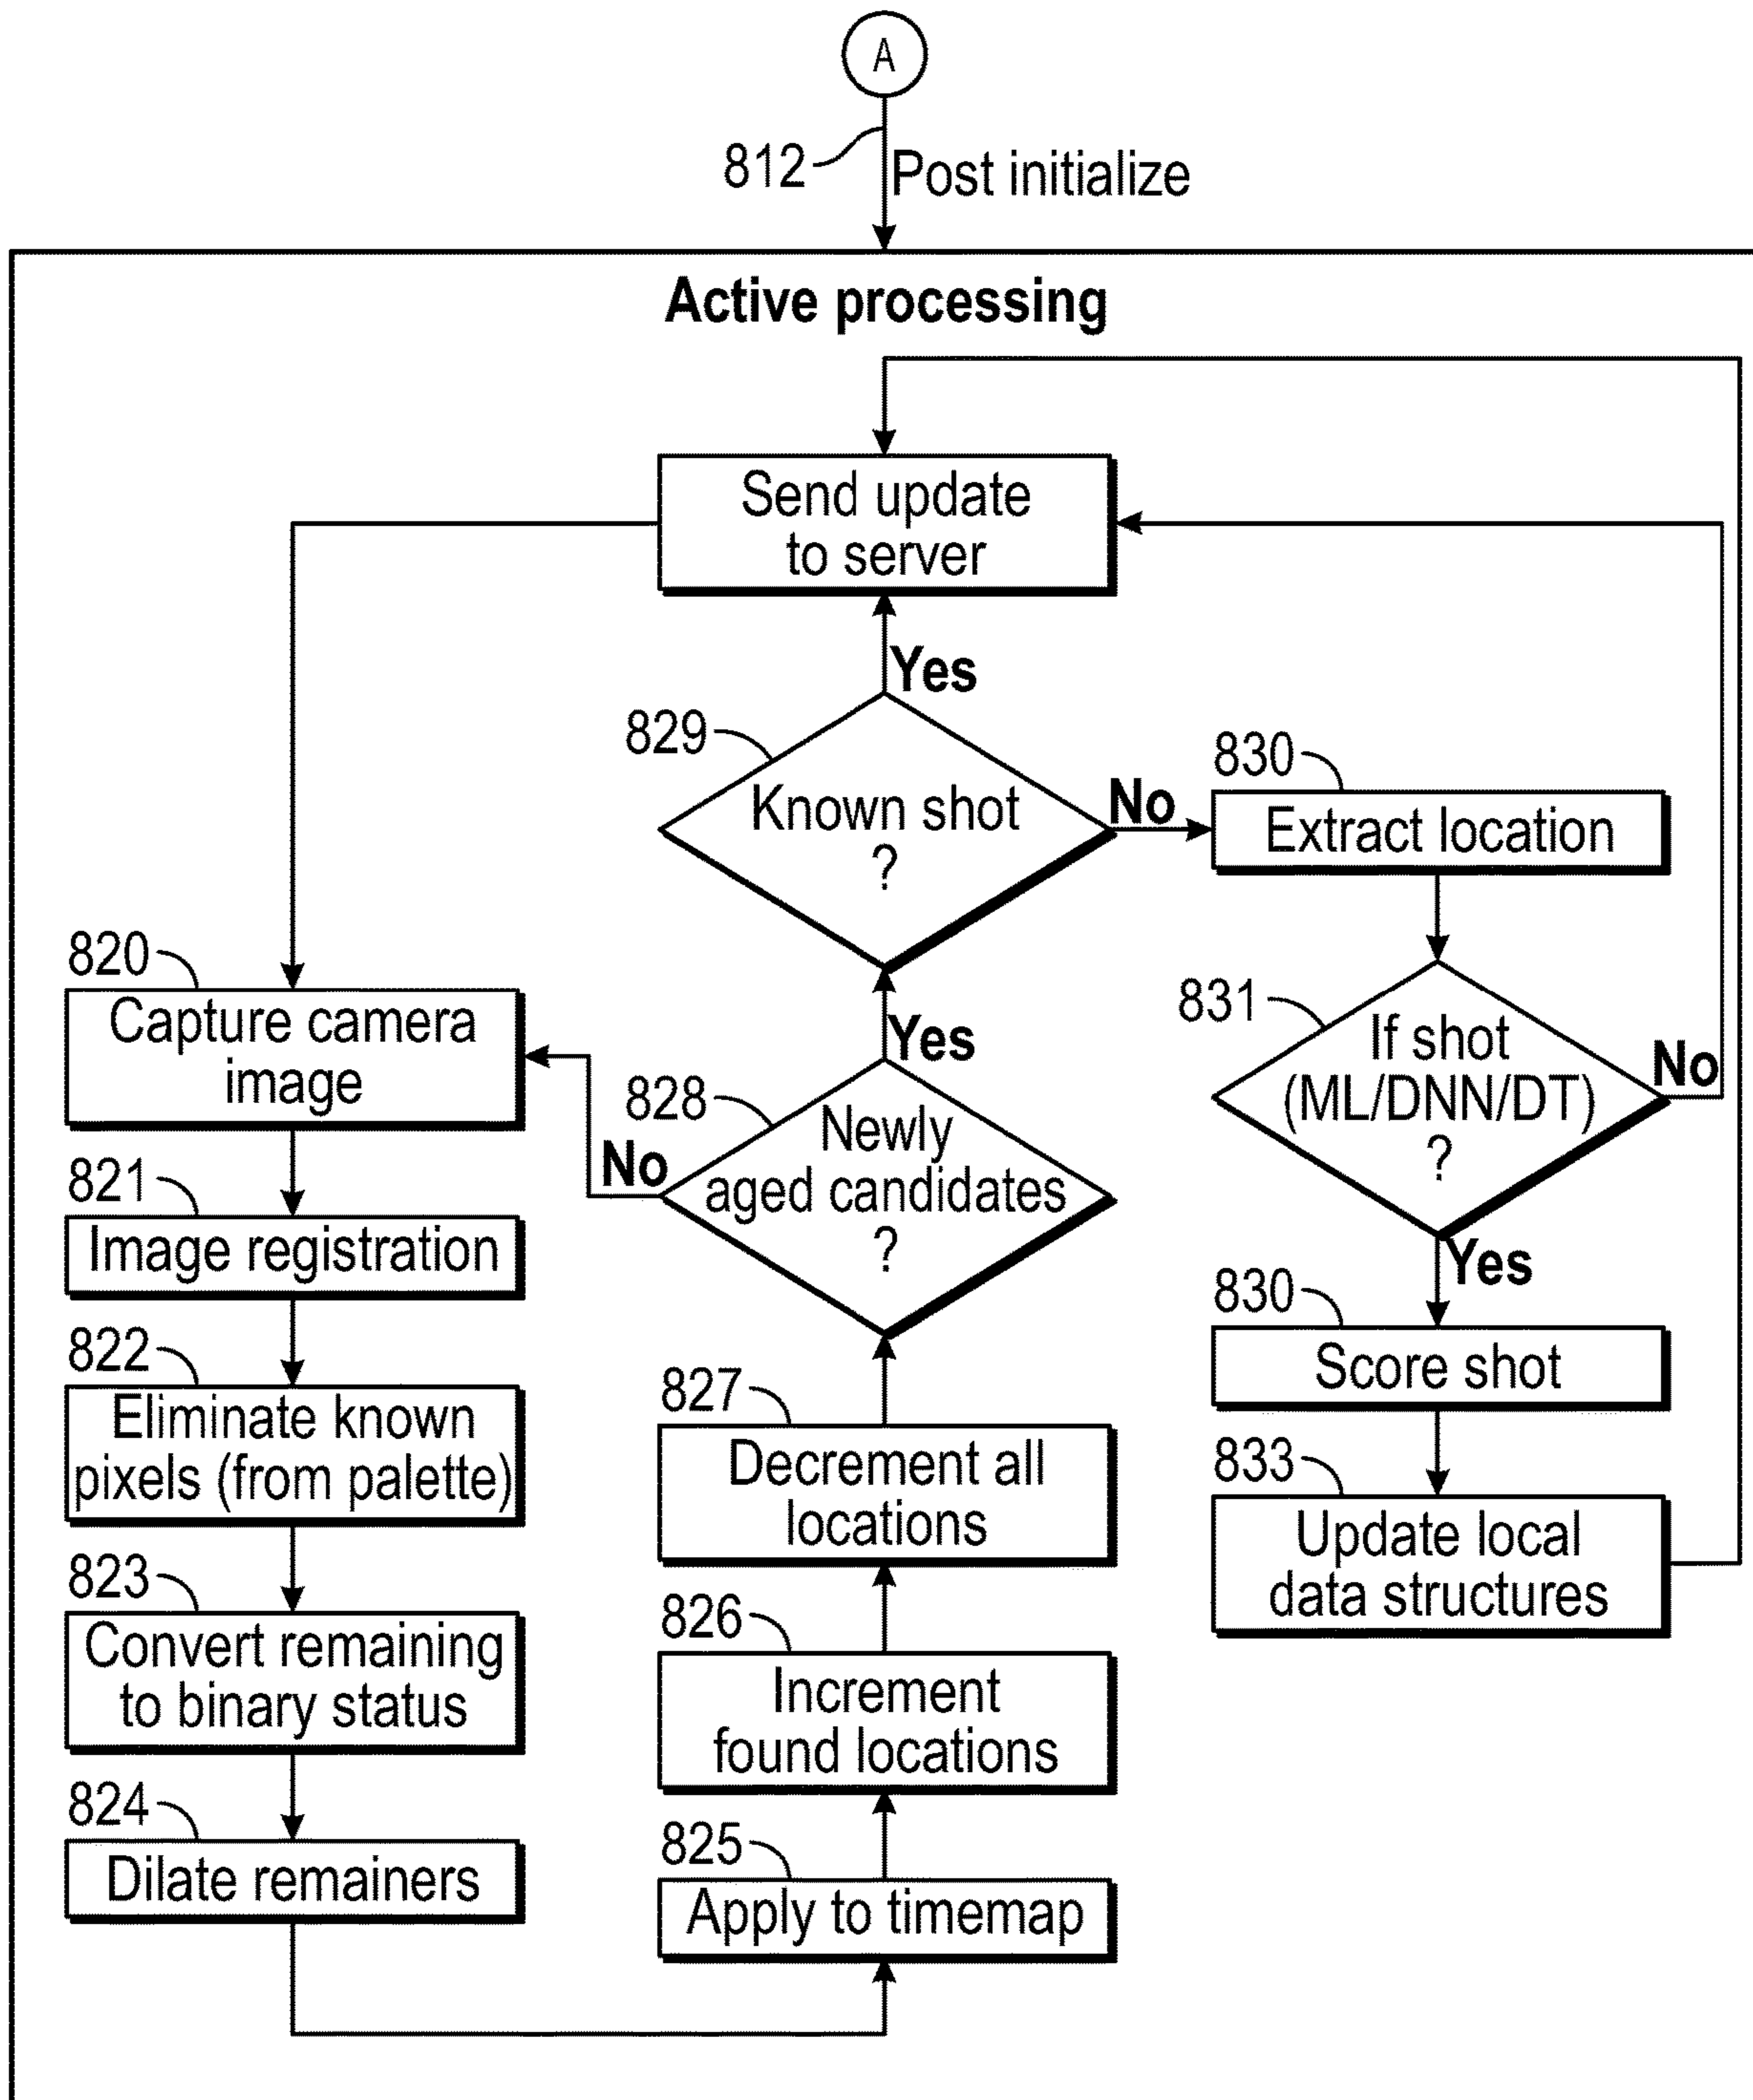 A
812
Post initialize
Active processing
Send update
to server
Yes
829
Known shot
?
No
830
Extract location
820
Capture camera
image
Yes
828
Newly
aged candidates
?
No
831
If shot
(ML/DNN/DT)
?
No
Yes
821
Image registration
822
Eliminate known
pixels (from palette)
823
Convert remaining
to binary status
824
Dilate remainers
827
Decrement all
locations
826
Increment
found locations
825
Apply to timemap
830
Score shot
833
Update local
data structures